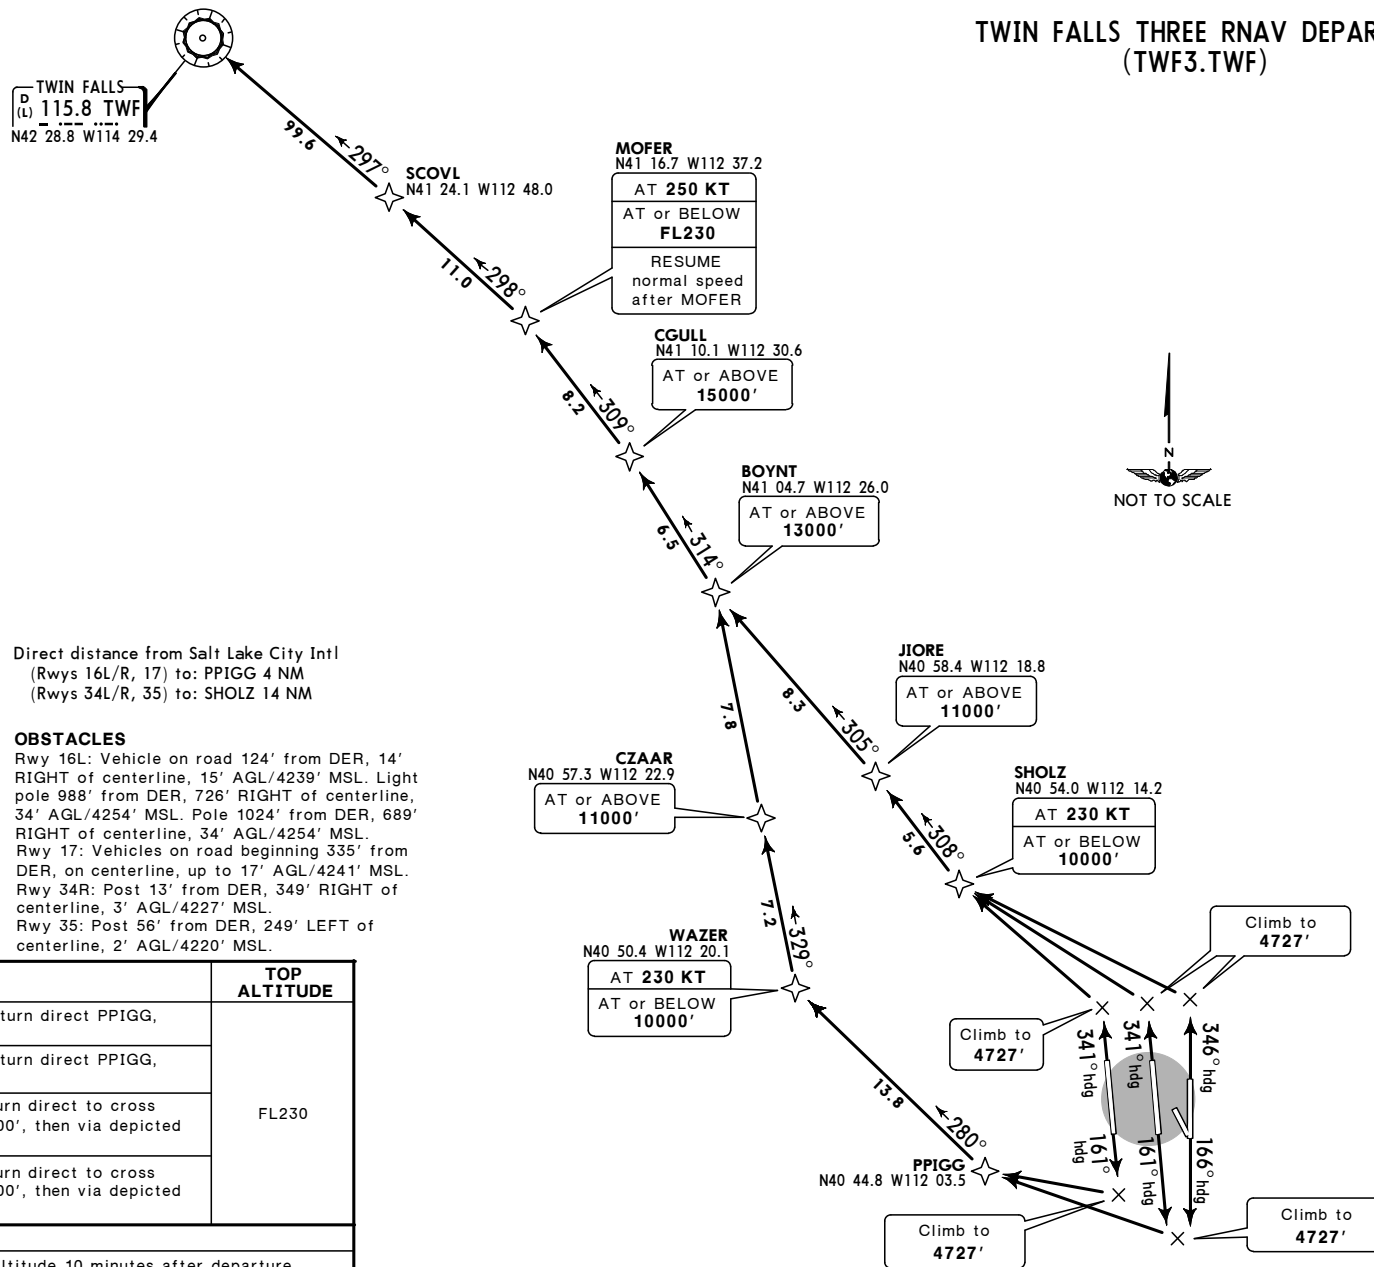 TWIN FALLS THREE RNAV DEPAR
(TWF3.TWF)
TWIN FALLS
D
(L) 115.8 TWF
N42 28.8 W114 29.4
99.6
297°
SCOVL
N41 24.1 W112 48.0
11.0
298°
MOFER
N41 16.7 W112 37.2
AT 250 KT
AT or BELOW
FL230
RESUME
normal speed
after MOFER
8.2
309°
CGULL
N41 10.1 W112 30.6
AT or ABOVE
15000'
6.5
314°
BOYNT
N41 04.7 W112 26.0
AT or ABOVE
13000'
N
NOT TO SCALE
Direct distance from Salt Lake City Intl
(Rwys 16L/R, 17) to: PPIGG 4 NM
(Rwys 34L/R, 35) to: SHOLZ 14 NM
8.3
305°
JIORE
N40 58.4 W112 18.8
AT or ABOVE
11000'
7.8
CZAAR
N40 57.3 W112 22.9
AT or ABOVE
11000'
5.6
308°
SHOLZ
N40 54.0 W112 14.2
AT 230 KT
AT or BELOW
10000'
7.2
329°
WAZER
N40 50.4 W112 20.1
AT 230 KT
AT or BELOW
10000'
OBSTACLES
Rwy 16L: Vehicle on road 124' from DER, 14'
RIGHT of centerline, 15' AGL/4239' MSL. Light
pole 988' from DER, 726' RIGHT of centerline,
34' AGL/4254' MSL. Pole 1024' from DER, 689'
RIGHT of centerline, 34' AGL/4254' MSL.
Rwy 17: Vehicles on road beginning 335' from
DER, on centerline, up to 17' AGL/4241' MSL.
Rwy 34R: Post 13' from DER, 349' RIGHT of
centerline, 3' AGL/4227' MSL.
Rwy 35: Post 56' from DER, 249' LEFT of
centerline, 2' AGL/4220' MSL.
Climb to
4727'
Climb to
4727'
341° hdg
341° hdg
346° hdg
161° hdg
161° hdg
166° hdg
13.8
280°
PPIGG
N40 44.8 W112 03.5
Climb to
4727'
Climb to
4727'
TOP
ALTITUDE
turn direct PPIGG,
turn direct PPIGG,
urn direct to cross
00', then via depicted
FL230
urn direct to cross
00', then via depicted
ltitude 10 minutes after departure